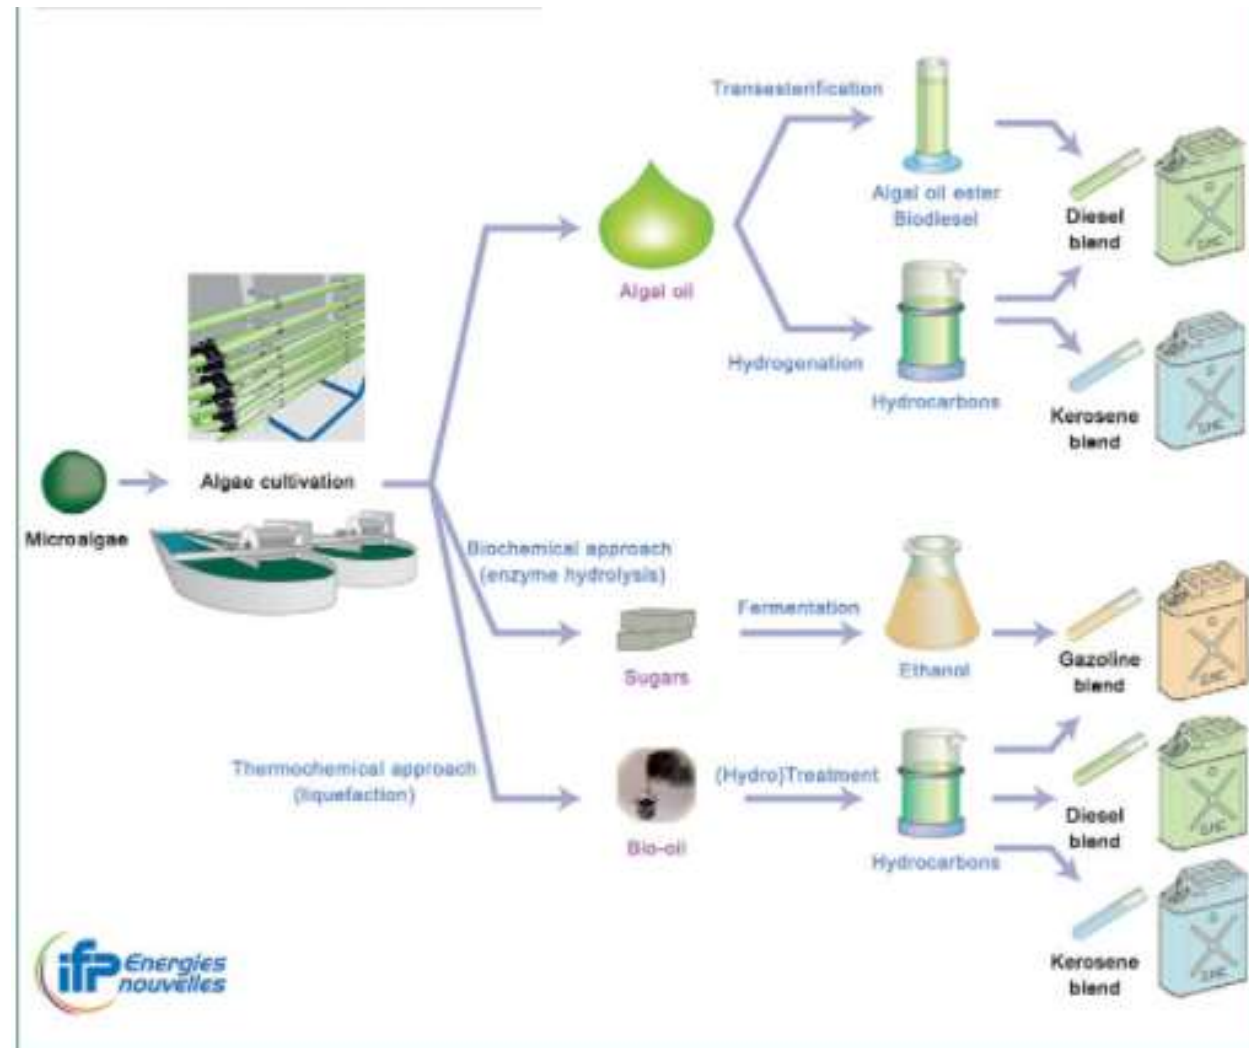 Transesterification
Algal oil ester
Biodiesel
Diesel
blend
Algal oil
Hydrogenation
Hydrocarbons
Kerosene
blend
Microalgae
Algae cultivation
Biochemical approach
(enzyme hydrolysis)
Sugars
Fermentation
Ethanol
Gazoline
blend
Thermochemical approach
(liquefaction)
Bio-oil
(Hydro)Treatment
Hydrocarbons
Diesel
blend
Kerosene
blend
ifp Energies
nouvelles